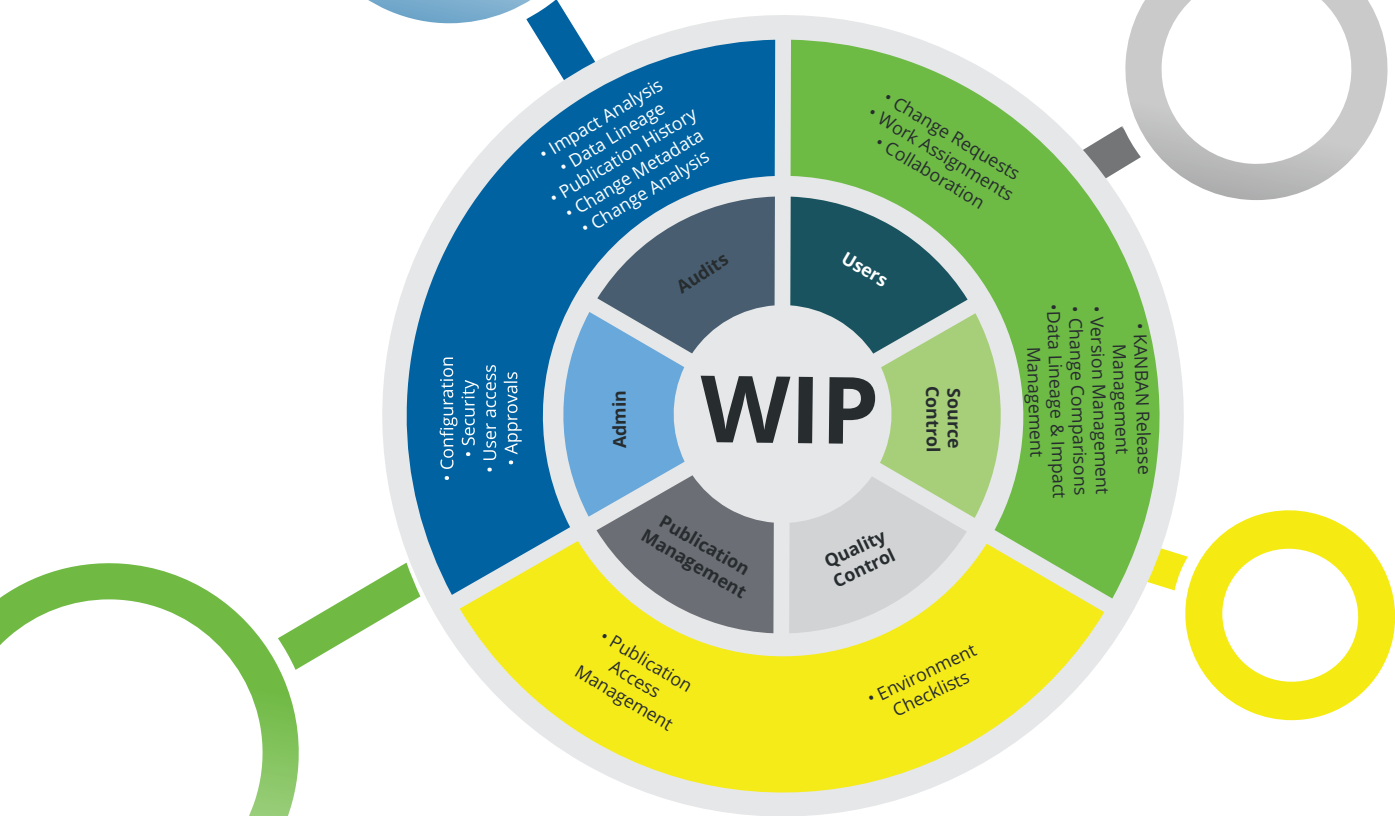 • Impact Analysis
• Data Lineage
• Publication History
• Change Metadata
• Change Analysis
• Change Requests
• Work Assignments
• Collaboration
Audits
Users
• KANBAN Release
Management
• Version Management
• Change Comparisons
•Data Lineage & Impact
Management
• Configuration
• Security
• User access
• Approvals
Admin
WIP
Source
Control
Publication
Management
Quality
Control
• Publication
Access
Management
• Environment
Checklists